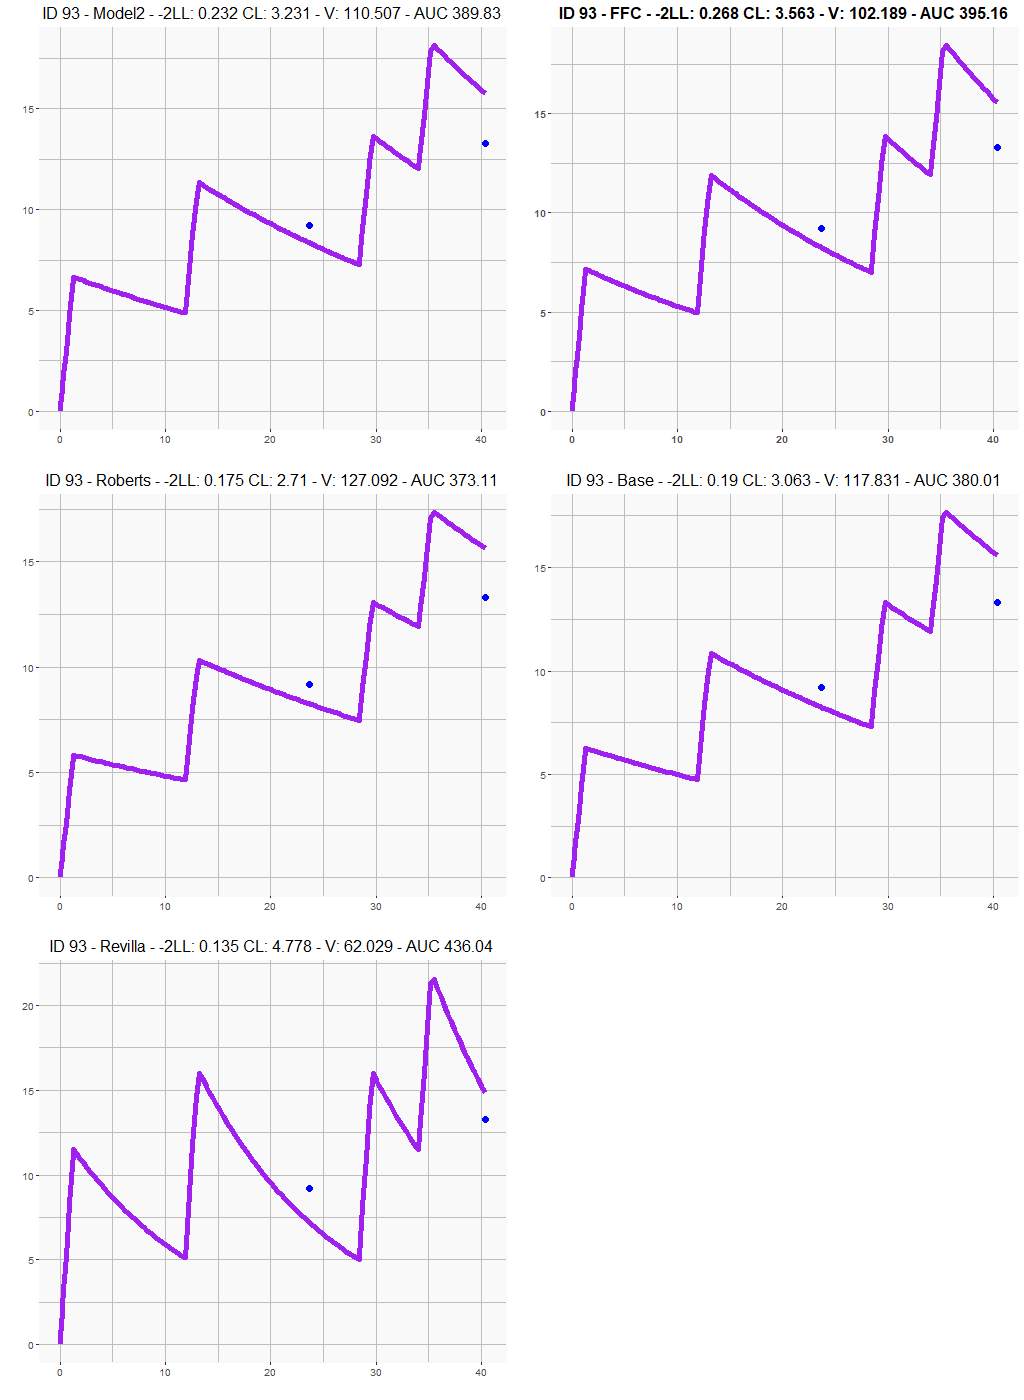 ID 93 - Model2 - -2LL: 0.232 CL: 3.231 - V: 110.507 - AUC 389.83
15
10
5
0
0 10 20 30 40
ID 93 - FFC - -2LL: 0.268 CL: 3.563 - V: 102.189 - AUC 395.16
15
10
5
0
0 10 20 30 40
ID 93 - Roberts - -2LL: 0.175 CL: 2.71 - V: 127.092 - AUC 373.11
15
10
5
0
0 10 20 30 40
ID 93 - Base - -2LL: 0.19 CL: 3.063 - V: 117.831 - AUC 380.01
15
10
5
0
0 10 20 30 40
ID 93 - Revilla - -2LL: 0.135 CL: 4.778 - V: 62.029 - AUC 436.04
20
15
10
5
0
0 10 20 30 40